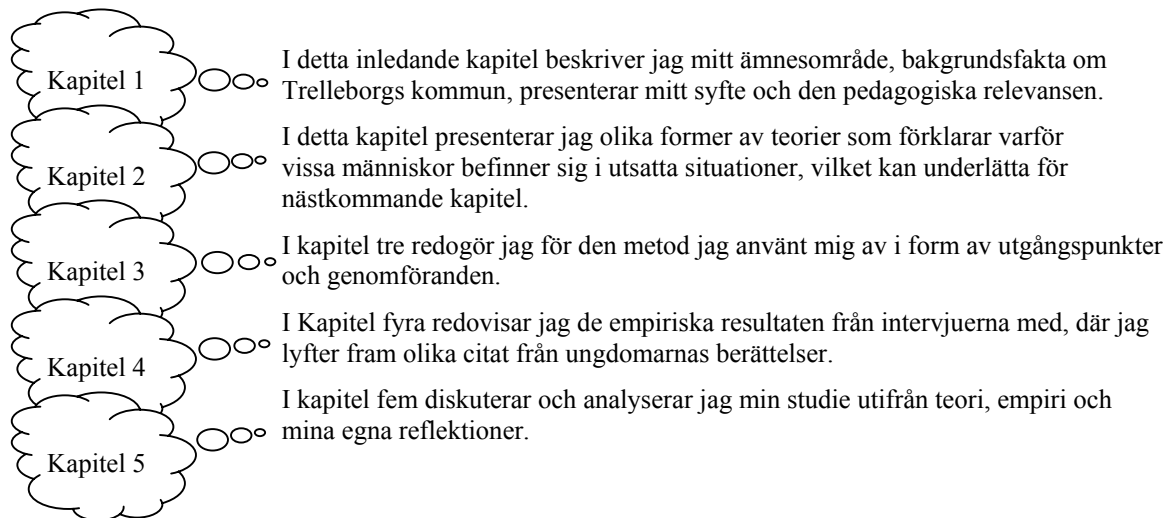 Kapitel 1
I detta inledande kapitel beskriver jag mitt ämnesområde, bakgrundsfakta om
Trelleborgs kommun, presenterar mitt syfte och den pedagogiska relevansen.
Kapitel 2
I detta kapitel presenterar jag olika former av teorier som förklarar varför
vissa människor befinner sig i utsatta situationer, vilket kan underlätta för
nästkommande kapitel.
Kapitel 3
I kapitel tre redogör jag för den metod jag använt mig av i form av utgångspunkter
och genomföranden.
Kapitel 4
I Kapitel fyra redovisar jag de empiriska resultaten från intervjuerna med, där jag
lyfter fram olika citat från ungdomarnas berättelser.
Kapitel 5
I kapitel fem diskuterar och analyserar jag min studie utifrån teori, empiri och
mina egna reflektioner.